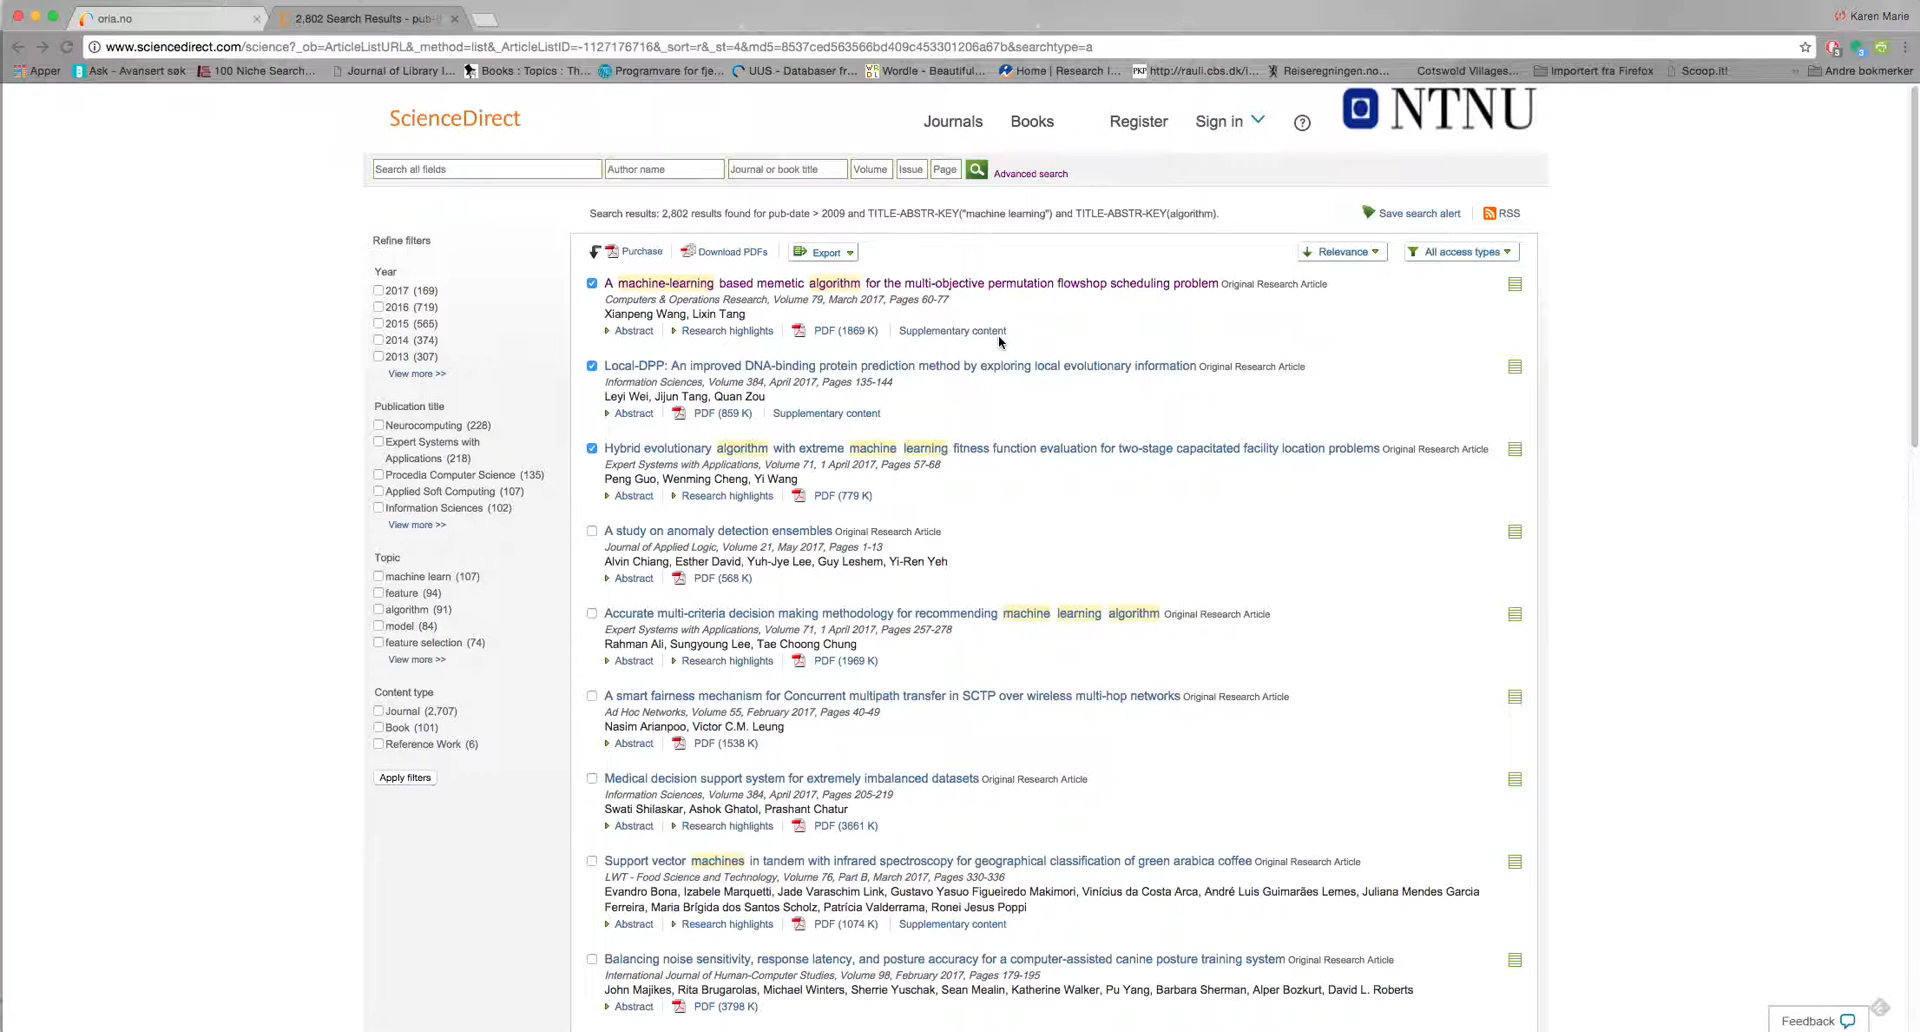 oria.no
2,802 Search Results - pub-
Karen Marie
www.sciencedirect.com/science?_ob=ArticleListURL&_method=list&_ArticleListID=-1127176716&_sort=r&_st=4&md5=8537ced563566bd409c453301206a67b&searchtype=a
Apper
Ask - Avansert søk
100 Niche Search...
Journal of Library I...
Books : Topics : Th...
Programvare for fje...
UUS - Databaser fr...
Wordle - Beautiful...
Home | Research I...
http://rauli.cbs.dk/i...
Reiseregningen.no...
Cotswold Villages...
Importert fra Firefox
Scoop.it!
»
Andre bokmerker
ScienceDirect
Journals
Books
Register
Sign in
?
NTNU
Search all fields
Author name
Journal or book title
Volume
Issue
Page
Advanced search
Search results: 2,802 results found for pub-date > 2009 and TITLE-ABSTR-KEY("machine learning") and TITLE-ABSTR-KEY(algorithm).
Save search alert
RSS
Refine filters
Year
2017 (169)
2016 (719)
2015 (565)
2014 (374)
2013 (307)
View more >>
Publication title
Neurocomputing (228)
Expert Systems with
Applications (218)
Procedia Computer Science (135)
Applied Soft Computing (107)
Information Sciences (102)
View more >>
Topic
machine learn (107)
feature (94)
algorithm (91)
model (84)
feature selection (74)
View more >>
Content type
Journal (2,707)
Book (101)
Reference Work (6)
Apply filters
Purchase
Download PDFs
Export
Relevance
All access types
A machine-learning based memetic algorithm for the multi-objective permutation flowshop scheduling problem Original Research Article
Computers & Operations Research, Volume 79, March 2017, Pages 60-77
Xianpeng Wang, Lixin Tang
Abstract | Research highlights PDF (1869 K) | Supplementary content
Local-DPP: An improved DNA-binding protein prediction method by exploring local evolutionary information Original Research Article
Information Sciences, Volume 384, April 2017, Pages 135-144
Leyi Wei, Jijun Tang, Quan Zou
Abstract | PDF (859 K) | Supplementary content
Hybrid evolutionary algorithm with extreme machine learning fitness function evaluation for two-stage capacitated facility location problems Original Research Article
Expert Systems with Applications, Volume 71, 1 April 2017, Pages 57-68
Peng Guo, Wenming Cheng, Yi Wang
Abstract | Research highlights PDF (779 K)
A study on anomaly detection ensembles Original Research Article
Journal of Applied Logic, Volume 21, May 2017, Pages 1-13
Alvin Chiang, Esther David, Yuh-Jye Lee, Guy Leshem, Yi-Ren Yeh
Abstract | PDF (568 K)
Accurate multi-criteria decision making methodology for recommending machine learning algorithm Original Research Article
Expert Systems with Applications, Volume 71, 1 April 2017, Pages 257-278
Rahman Ali, Sungyoung Lee, Tae Choong Chung
Abstract | Research highlights PDF (1969 K)
A smart fairness mechanism for Concurrent multipath transfer in SCTP over wireless multi-hop networks Original Research Article
Ad Hoc Networks, Volume 55, February 2017, Pages 40-49
Nasim Arianpoo, Victor C.M. Leung
Abstract | PDF (1538 K)
Medical decision support system for extremely imbalanced datasets Original Research Article
Information Sciences, Volume 384, April 2017, Pages 205-219
Swati Shilaskar, Ashok Ghatol, Prashant Chatur
Abstract | Research highlights PDF (3661 K)
Support vector machines in tandem with infrared spectroscopy for geographical classification of green arabica coffee Original Research Article
LWT - Food Science and Technology, Volume 76, Part B, March 2017, Pages 330-336
Evandro Bona, Izabele Marquetti, Jade Varaschim Link, Gustavo Yasuo Figueiredo Makimori, Vinícius da Costa Arca, André Luis Guimarães Lemes, Juliana Mendes Garcia
Ferreira, Maria Brígida dos Santos Scholz, Patrícia Valderrama, Ronei Jesus Poppi
Abstract | Research highlights PDF (1074 K) | Supplementary content
Balancing noise sensitivity, response latency, and posture accuracy for a computer-assisted canine posture training system Original Research Article
International Journal of Human-Computer Studies, Volume 98, February 2017, Pages 179-195
John Majikes, Rita Brugarolas, Michael Winters, Sherrie Yuschak, Sean Mealin, Katherine Walker, Pu Yang, Barbara Sherman, Alper Bozkurt, David L. Roberts
Abstract | PDF (3798 K)
Feedback